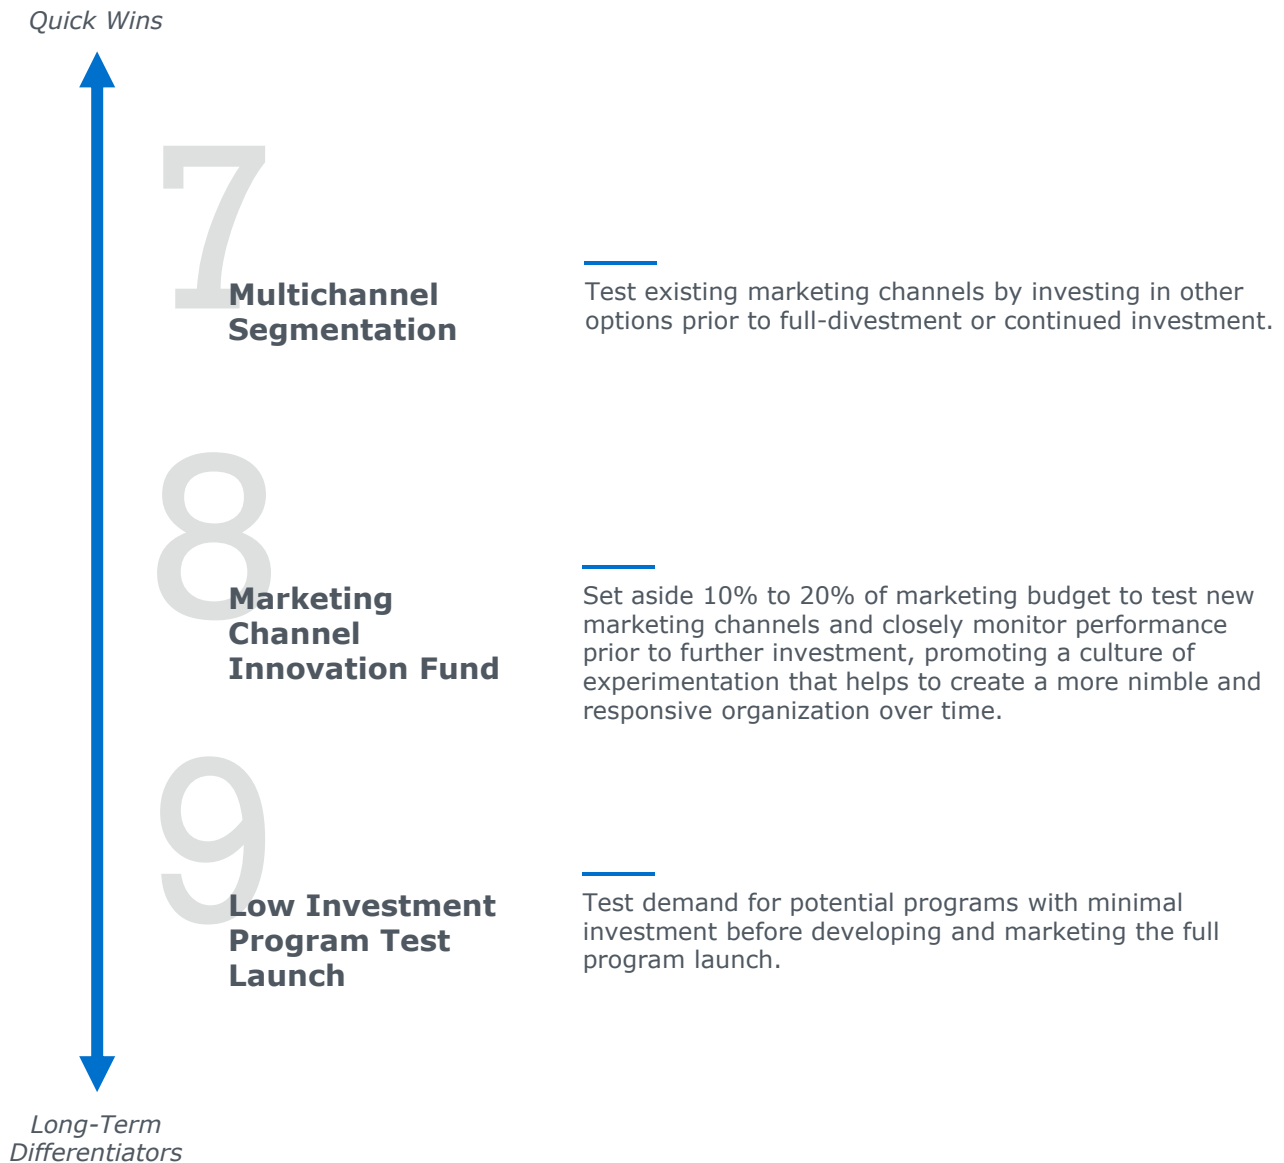 Quick Wins
7
Multichannel
Segmentation
Test existing marketing channels by investing in other
options prior to full-divestment or continued investment.
8
Marketing
Channel
Innovation Fund
Set aside 10% to 20% of marketing budget to test new
marketing channels and closely monitor performance
prior to further investment, promoting a culture of
experimentation that helps to create a more nimble and
responsive organization over time.
9
Low Investment
Program Test
Launch
Test demand for potential programs with minimal
investment before developing and marketing the full
program launch.
Long-Term
Differentiators